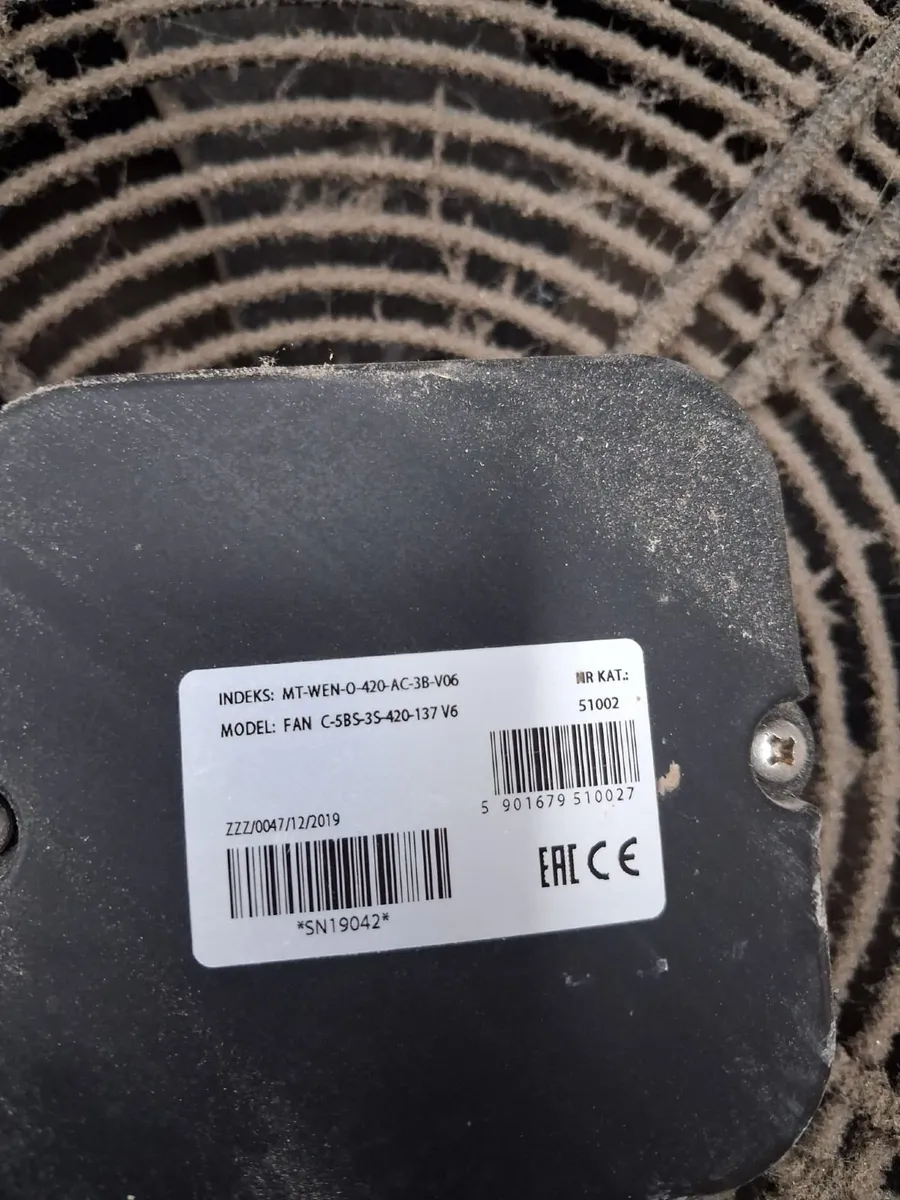 INDEKS: MT-WEN-O-420-AC-3B-V06
MODEL: FAN C-5BS-3S-420-137 V6
NR KAT.:
51002
5 901679 510027
ZZZ/0047/12/2019
*SN19042*
EAC CE